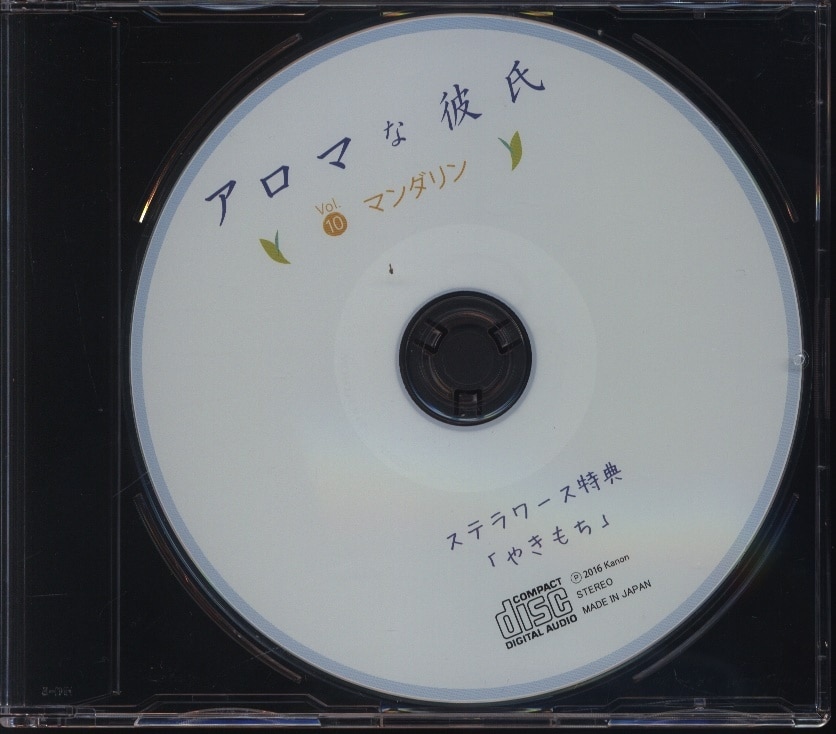 アロマな彼氏
Vol.
10
マンダリン
ステラワース特典
「やきもち」
COMPACT
disc
DIGITAL AUDIO
Ⓟ2016 Kanon
STEREO
MADE IN JAPAN